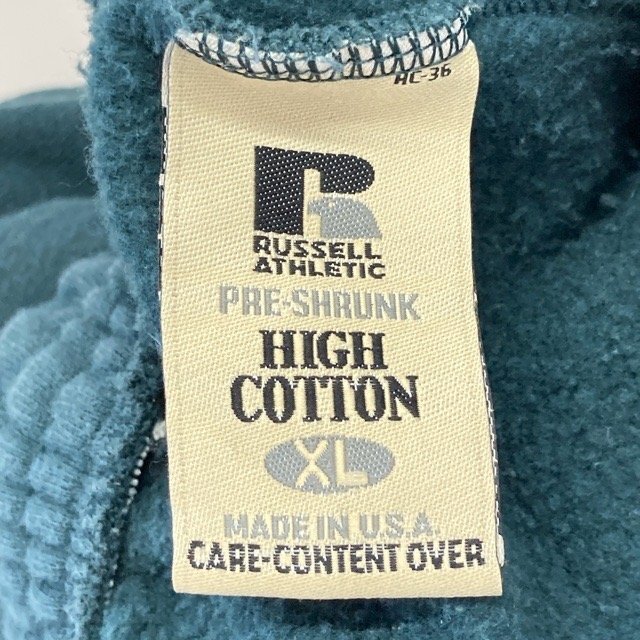 HC-36
RUSSELL
ATHLETIC
PRE-SHRUNK
HIGH
COTTON
XL
MADE IN U.S.A.
CARE-CONTENT OVER